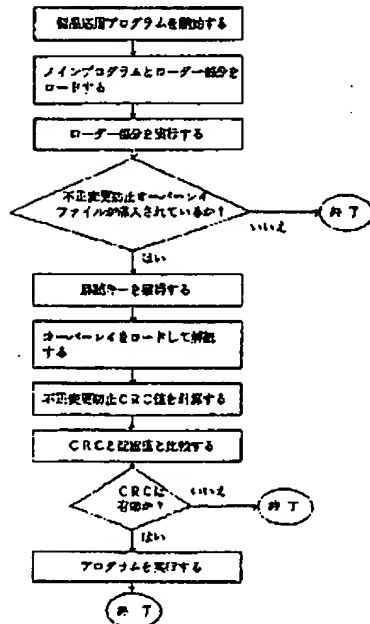 製品応用プログラムを開始する
メインプログラムとローダー部分を
ロードする
ローダー部分を実行する
不正変更防止オーバーレイ
ファイルが導入されているか?
いいえ
終了
はい
解読キーを獲得する
オーバーレイをロードして解読
する
不正変更防止CRC値を計算する
CRCと記憶値と比較する
CRCは
有効か?
いいえ
終了
はい
プログラムを実行する
終了